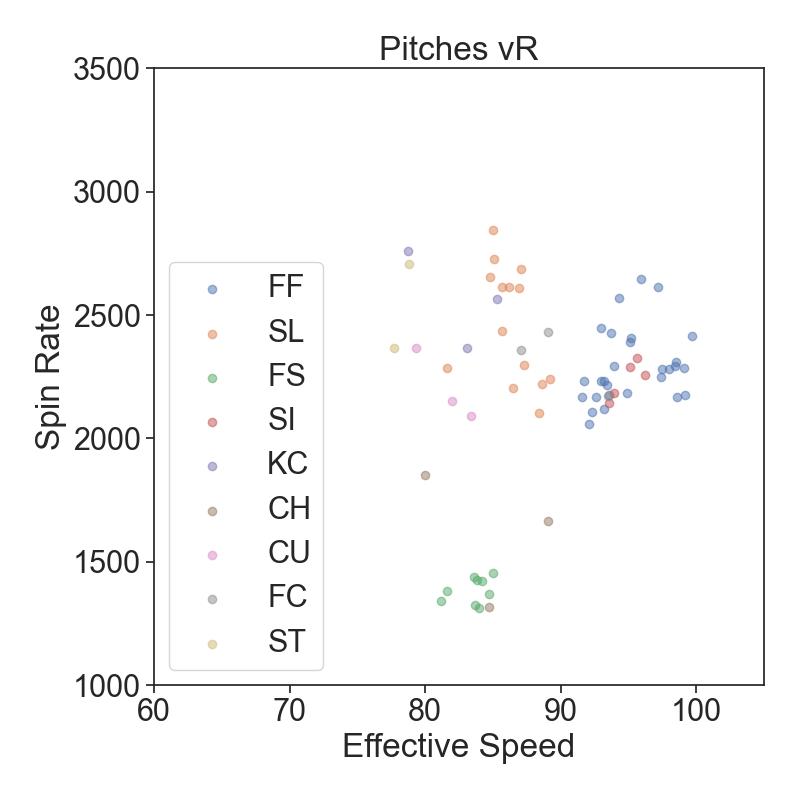 Pitches vR
3500
3000
2500
2000
1500
1000
Spin Rate
FF
SL
FS
SI
KC
CH
CU
FC
ST
60 70 80 90 100
Effective Speed